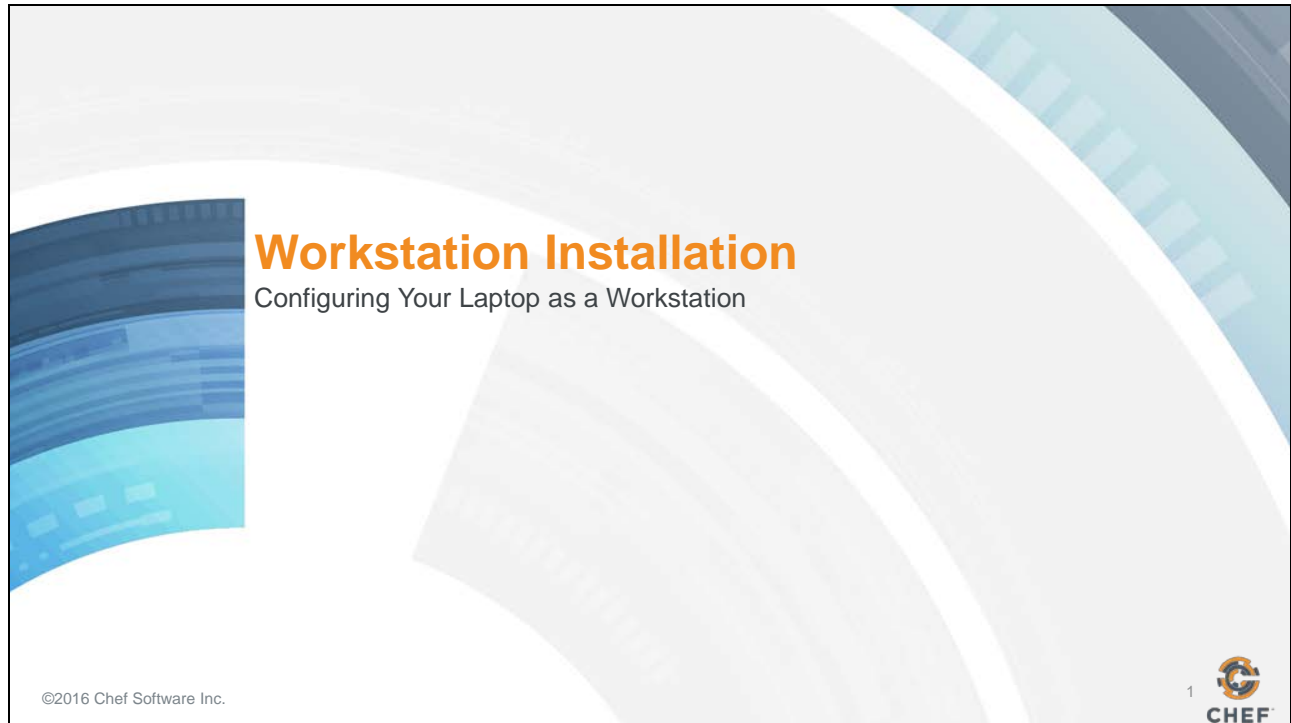 Workstation Installation
Configuring Your Laptop as a Workstation
©2016 Chef Software Inc.
1
CHEF